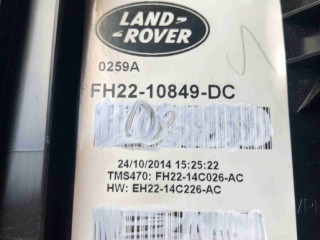 LAND
ROVER
0259A
FH22-10849-DC
24/10/2014 15:25:22
TMS470: FH22-14C026-AC
HW: EH22-14C226-AC